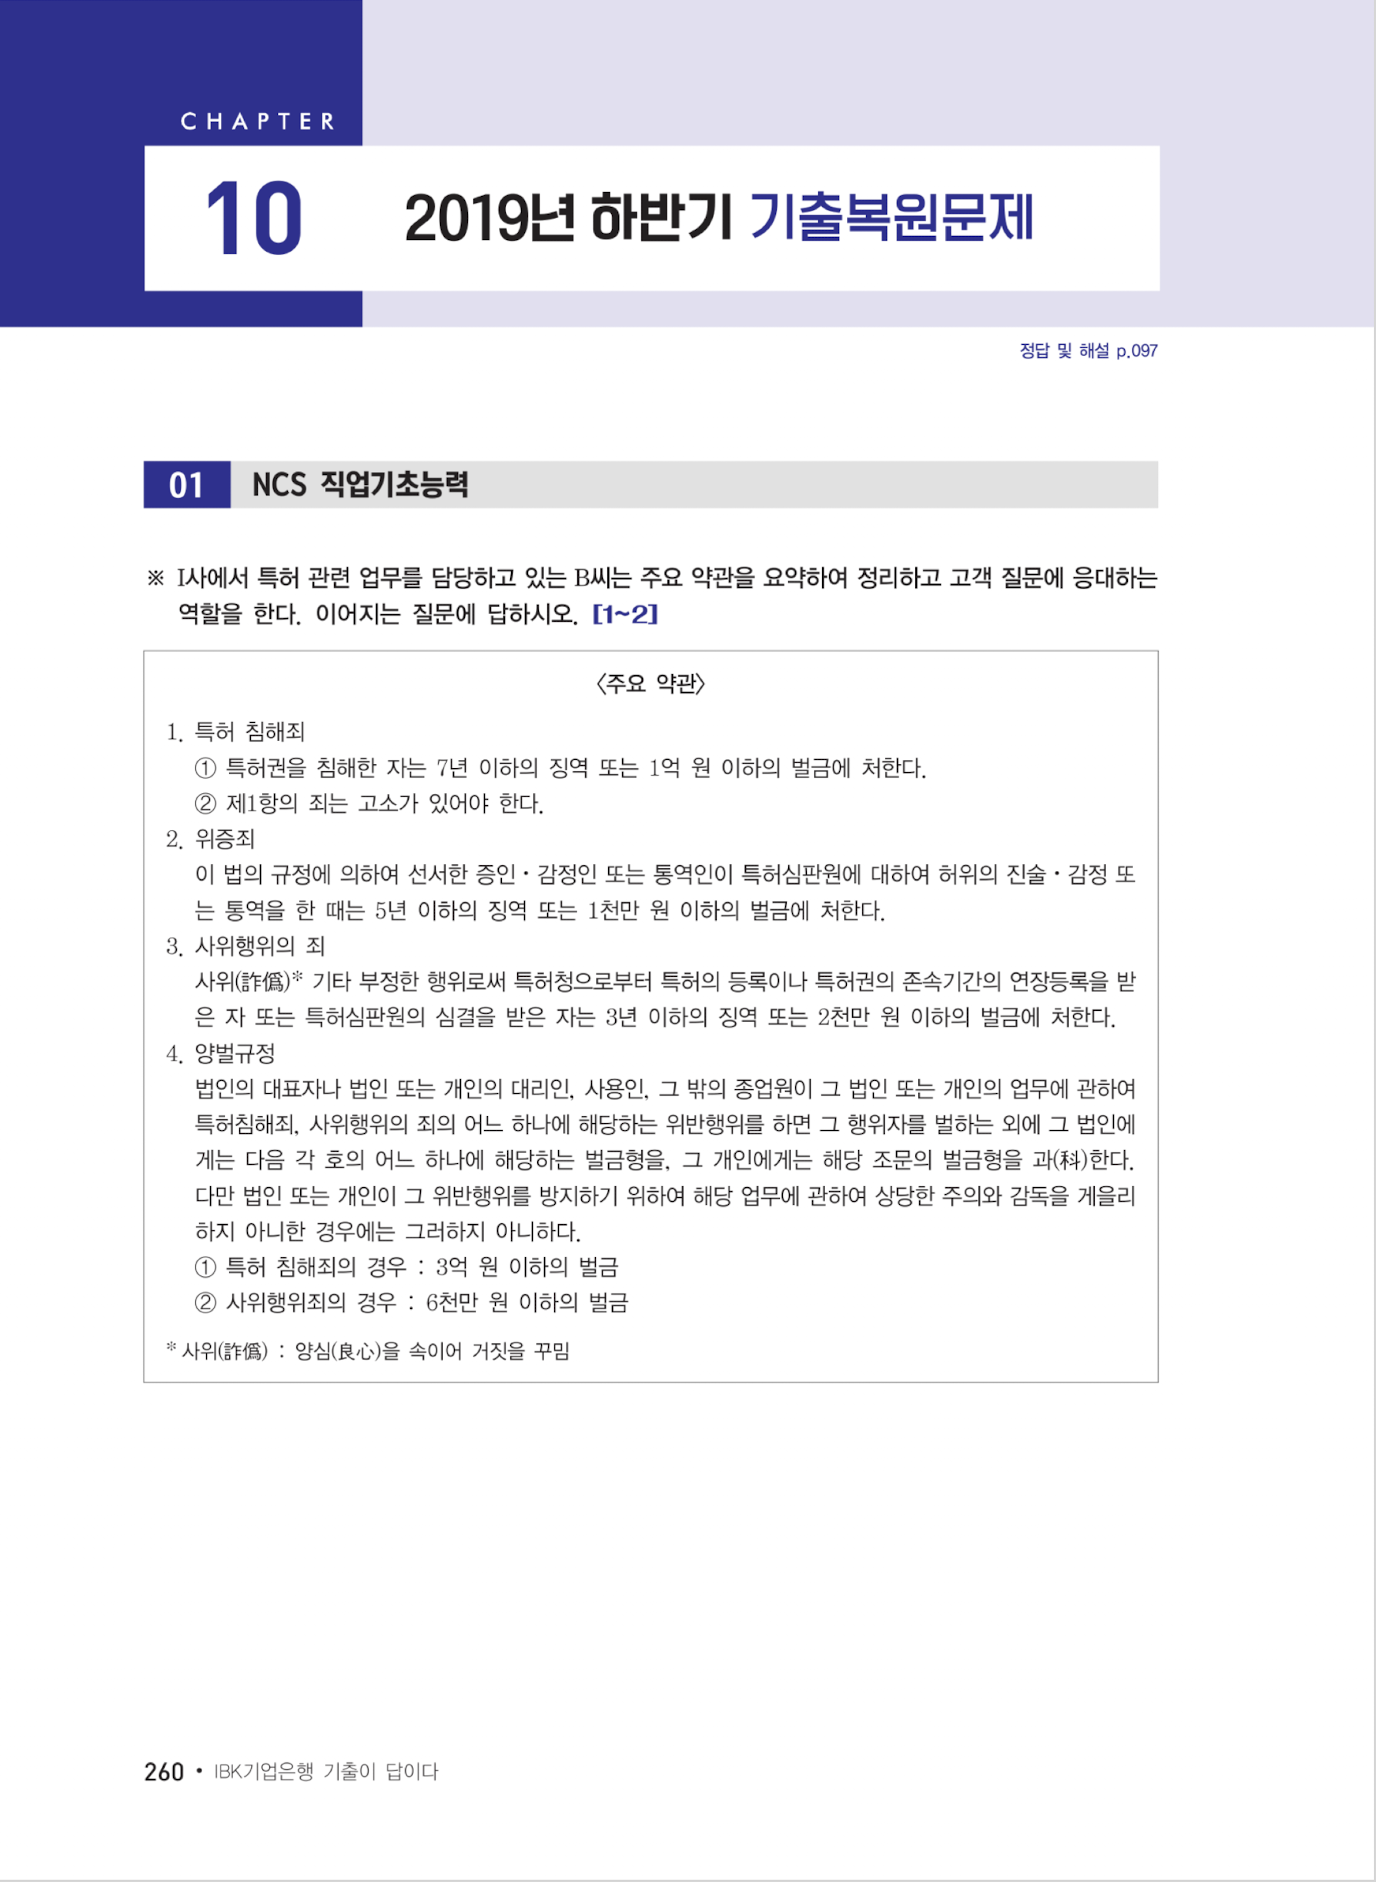 CHAPTER
10
2019년 하반기 기출복원문제
정답 및 해설 p.097
01 NCS 직업기초능력
※ I사에서 특허 관련 업무를 담당하고 있는 B씨는 주요 약관을 요약하여 정리하고 고객 질문에 응대하는
역할을 한다. 이어지는 질문에 답하시오. [1~2]
〈주요 약관〉
1. 특허 침해죄
① 특허권을 침해한 자는 7년 이하의 징역 또는 1억 원 이하의 벌금에 처한다.
② 제1항의 죄는 고소가 있어야 한다.
2. 위증죄
이 법의 규정에 의하여 선서한 증인·감정인 또는 통역인이 특허심판원에 대하여 허위의 진술·감정 또
는 통역을 한 때는 5년 이하의 징역 또는 1천만 원 이하의 벌금에 처한다.
3. 사위행위의 죄
사위(詐僞)* 기타 부정한 행위로써 특허청으로부터 특허의 등록이나 특허권의 존속기간의 연장등록을 받
은 자 또는 특허심판원의 심결을 받은 자는 3년 이하의 징역 또는 2천만 원 이하의 벌금에 처한다.
4. 양벌규정
법인의 대표자나 법인 또는 개인의 대리인, 사용인, 그 밖의 종업원이 그 법인 또는 개인의 업무에 관하여
특허침해죄, 사위행위의 죄의 어느 하나에 해당하는 위반행위를 하면 그 행위자를 벌하는 외에 그 법인에
게는 다음 각 호의 어느 하나에 해당하는 벌금형을, 그 개인에게는 해당 조문의 벌금형을 과(科)한다.
다만 법인 또는 개인이 그 위반행위를 방지하기 위하여 해당 업무에 관하여 상당한 주의와 감독을 게을리
하지 아니한 경우에는 그러하지 아니하다.
① 특허 침해죄의 경우 : 3억 원 이하의 벌금
② 사위행위죄의 경우 : 6천만 원 이하의 벌금
* 사위(詐僞) : 양심(良心)을 속이어 거짓을 꾸밈
260 • IBK기업은행 기출이 답이다